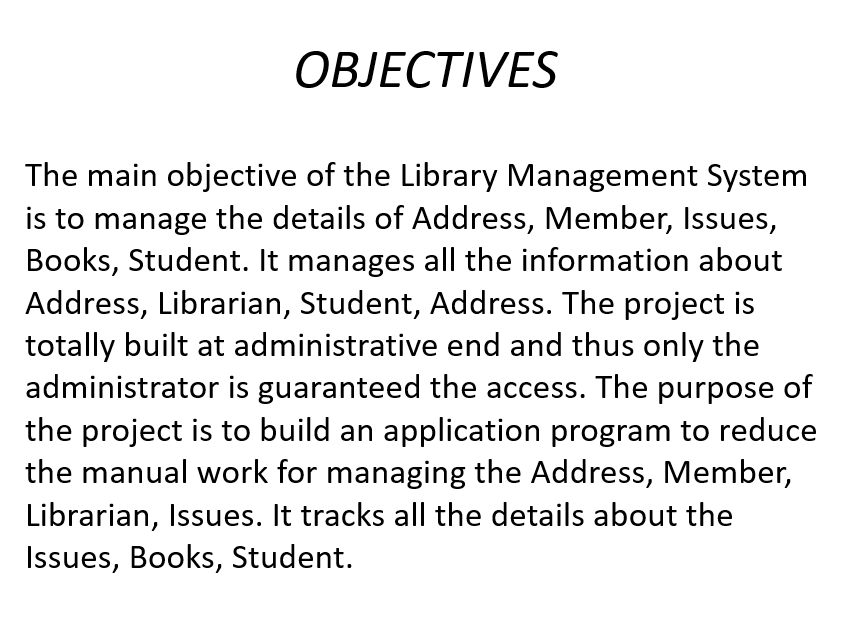 OBJECTIVES
The main objective of the Library Management System
is to manage the details of Address, Member, Issues,
Books, Student. It manages all the information about
Address, Librarian, Student, Address. The project is
totally built at administrative end and thus only the
administrator is guaranteed the access. The purpose of
the project is to build an application program to reduce
the manual work for managing the Address, Member,
Librarian, Issues. It tracks all the details about the
Issues, Books, Student.